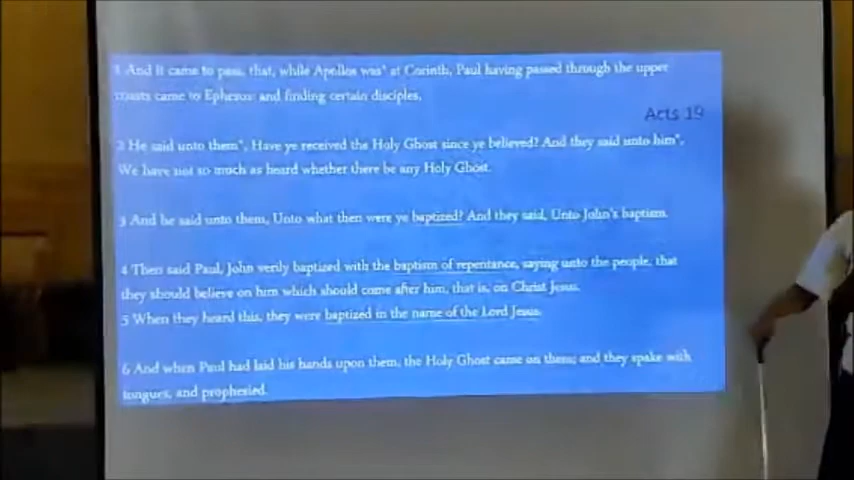 1 And it came to pass, that, while Apollos was* at Corinth, Paul having passed through the upper
coasts came to Ephesus: and finding certain disciples,
Acts 19
2 He said unto them*, Have ye received the Holy Ghost since ye believed? And they said unto him*,
We have not so much as heard whether there be any Holy Ghost.
3 And he said unto them, Unto what then were ye baptized? And they said, Unto John's baptism.
4 Then said Paul, John verily baptized with the baptism of repentance, saying unto the people, that
they should believe on him which should come after him, that is, on Christ Jesus.
5 When they heard this, they were baptized in the name of the Lord Jesus.
6 And when Paul had laid his hands upon them, the Holy Ghost came on them; and they spake with
tongues, and prophesied.